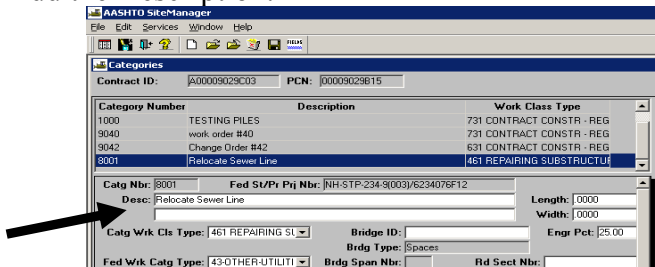 AASHTO SiteManager
File Edit Services Window Help
Categories
Contract ID: A00009029C03 PCN: 00009029B15
Category Number Description Work Class Type
1000 TESTING PILES 731 CONTRACT CONSTR - REG
9040 work order #40 731 CONTRACT CONSTR - REG
9042 Change Order #42 631 CONTRACT CONSTR - REG
8001 Relocate Sewer Line 461 REPAIRING SUBSTRUCTU
Catg Nbr: 8001 Fed St/Pr Prj Nbr: NH-STP-234-9(003)/6234076F12
Desc: Relocate Sewer Line Length: .0000
Width: .0000
Catg Wrk Cls Type: 461 REPAIRING SU Bridge ID: Engr Pct: 25.00
Brdg Type: Spaces
Fed Wrk Catg Type: 43-OTHER-UTILITI Brdg Span Nbr: Rd Sect Nbr: